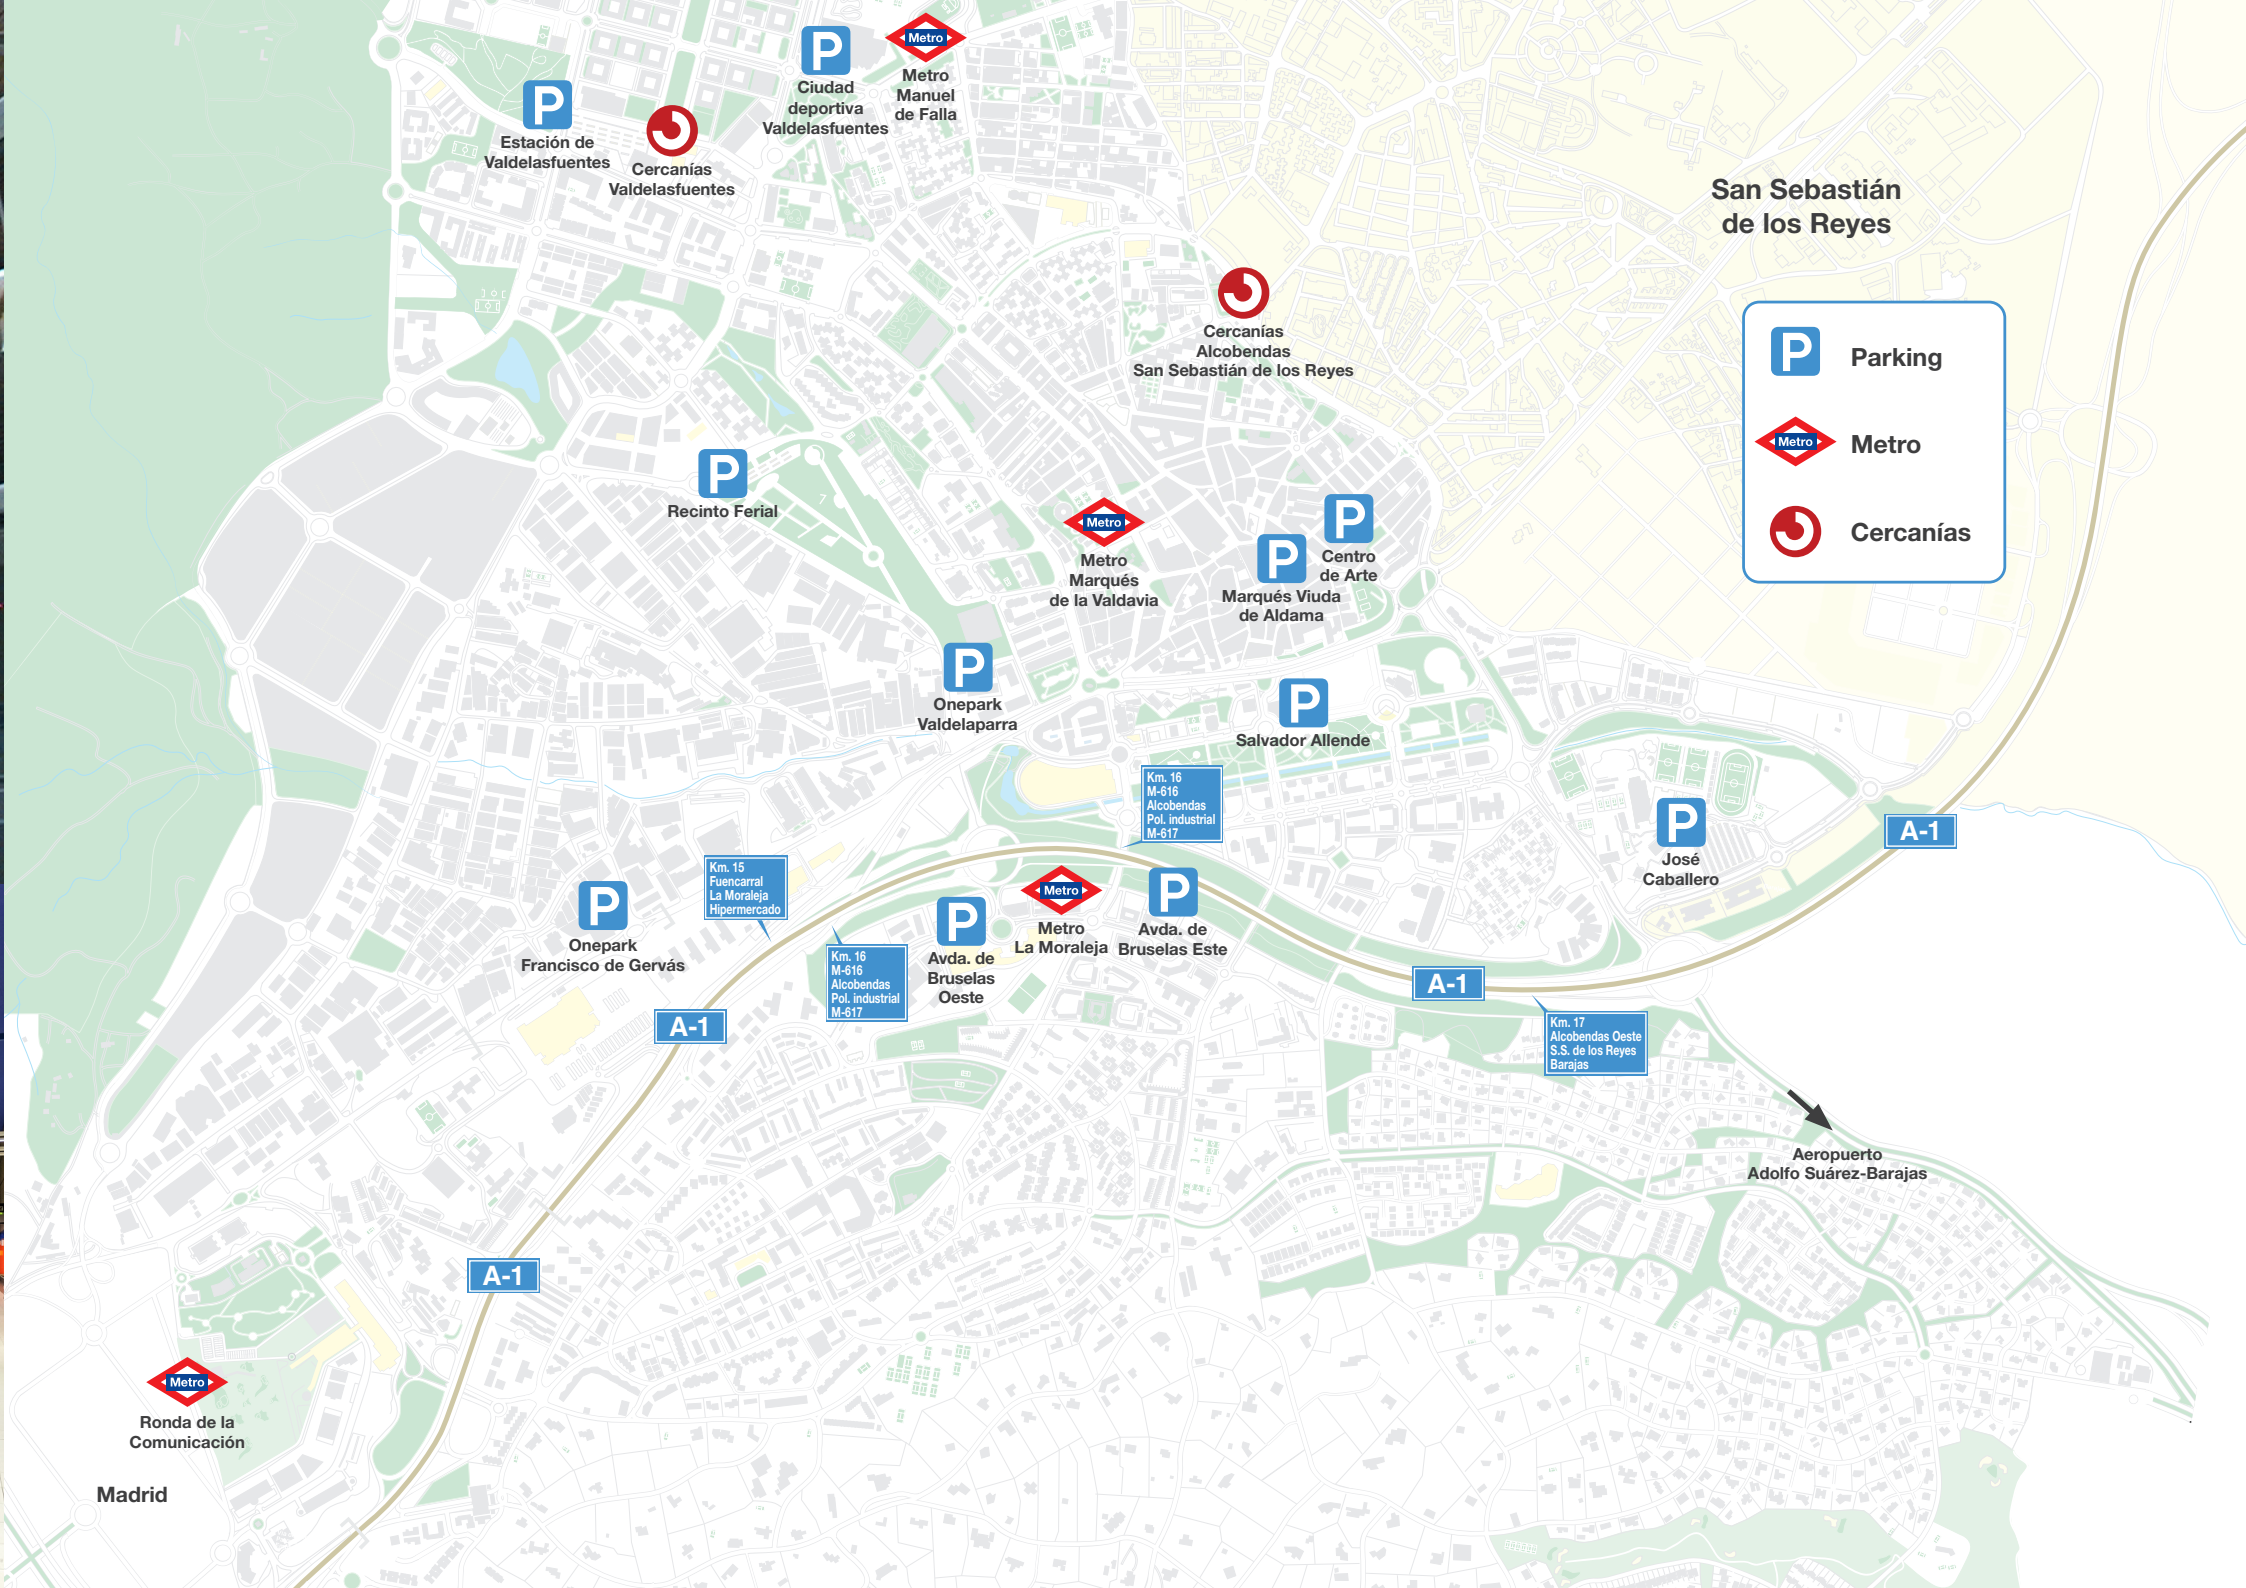 P
Ciudad
deportiva
Valdelasfuentes
Metro
Metro
Manuel
de Falla
P
Estación de
Valdelasfuentes
Cercanías
Valdelasfuentes
San Sebastián
de los Reyes
Cercanías
Alcobendas
San Sebastián de los Reyes
P
Parking
Metro
Metro
Cercanías
P
Recinto Ferial
7
Metro
Metro
Marqués
de la Valdavia
P
Centro
de Arte
P
Marqués Viuda
de Aldama
P
Onepark
Valdelaparra
P
Salvador Allende
Km. 16
M-616
Alcobendas
Pol. industrial
M-617
P
José
Caballero
A-1
Km. 15
Fuencarral
La Moraleja
Hipermercado
P
Onepark
Francisco de Gervás
Metro
Metro
La Moraleja
P
Avda. de
Bruselas Este
P
Avda. de
Bruselas
Oeste
Km. 16
M-616
Alcobendas
Pol. industrial
M-617
A-1
A-1
Km. 17
Alcobendas Oeste
S.S. de los Reyes
Barajas
Aeropuerto
Adolfo Suárez-Barajas
A-1
Metro
Ronda de la
Comunicación
Madrid